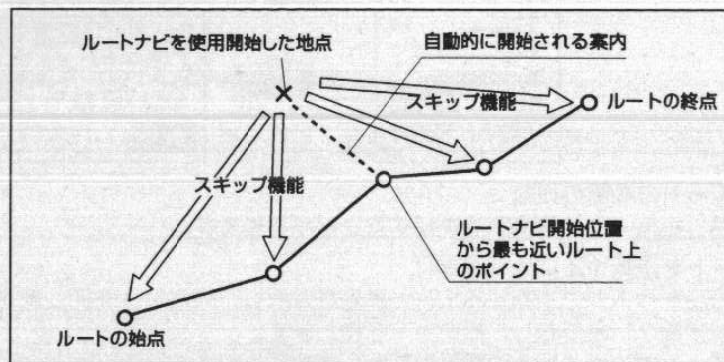 ルートナビを使用開始した地点
自動的に開始される案内
スキップ機能
ルートの終点
スキップ機能
ルートナビ開始位置
から最も近いルート上
のポイント
ルートの始点